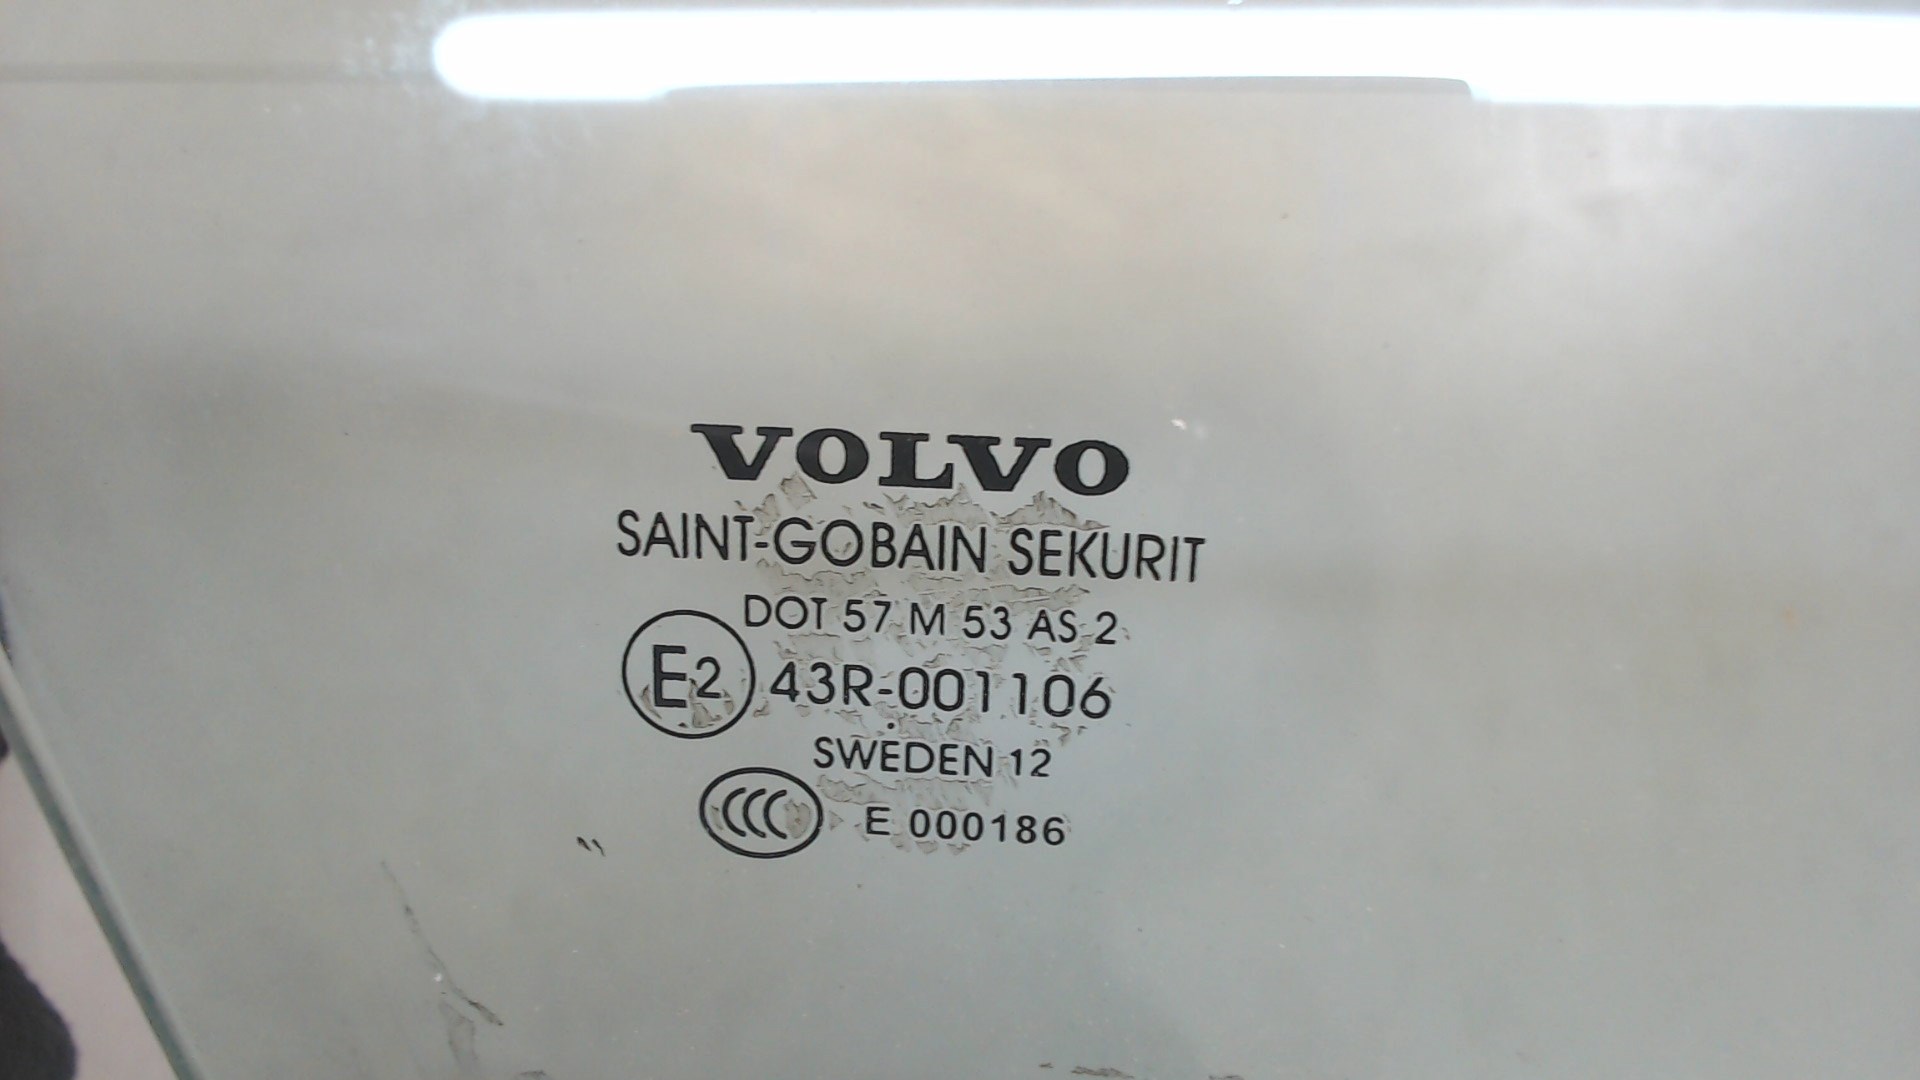 VOLVO
SAINT-GOBAIN SEKURIT
DOT 57 M 53 AS 2
E2 43R-001106
SWEDEN 12
CCC E 000186